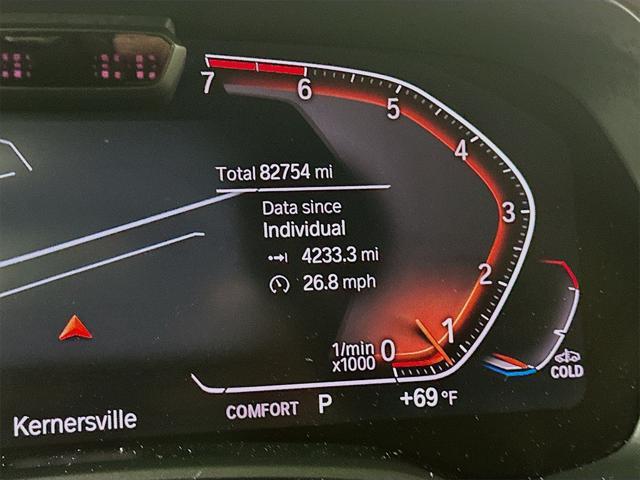 7
6
5
4
3
2
1
0
Total 82754 mi
Data since
Individual
4233.3 mi
26.8 mph
1/min
x1000
COLD
COMFORT P +69 °F
Kernersville